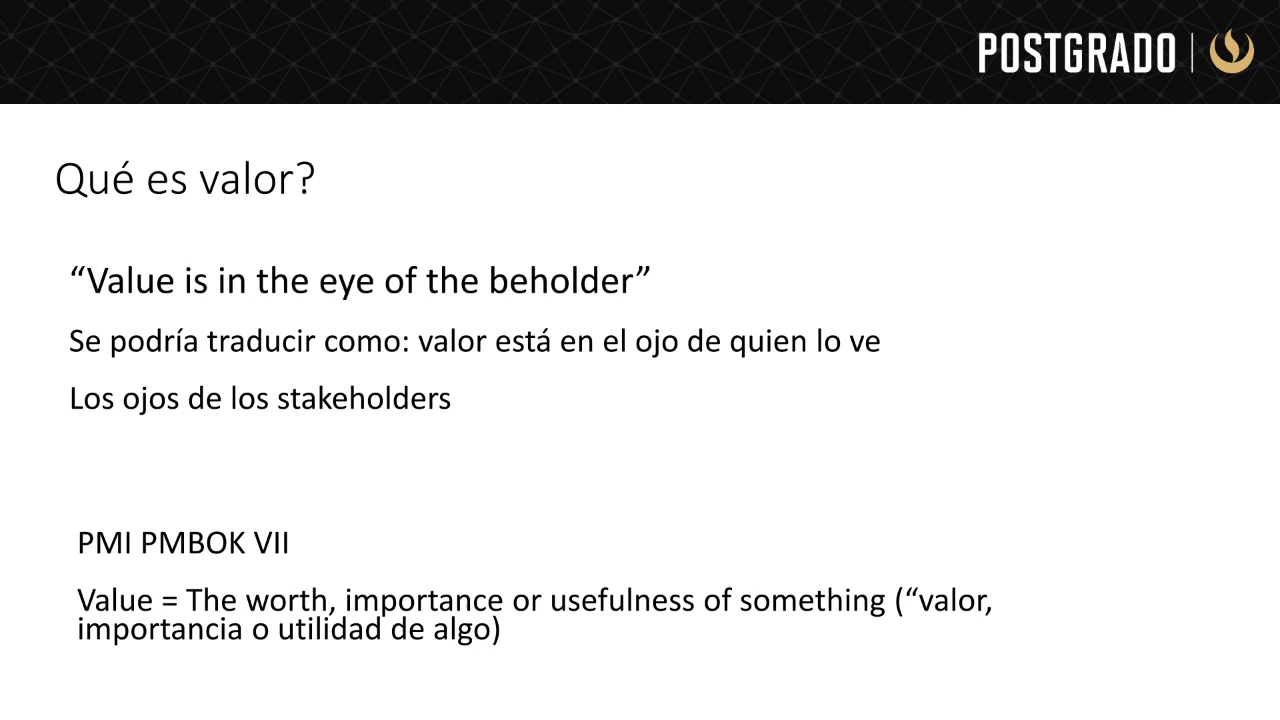 POSTGRADO
Qué es valor?
“Value is in the eye of the beholder”
Se podría traducir como: valor está en el ojo de quien lo ve
Los ojos de los stakeholders
PMI PMBOK VII
Value = The worth, importance or usefulness of something (“valor,
importancia o utilidad de algo)